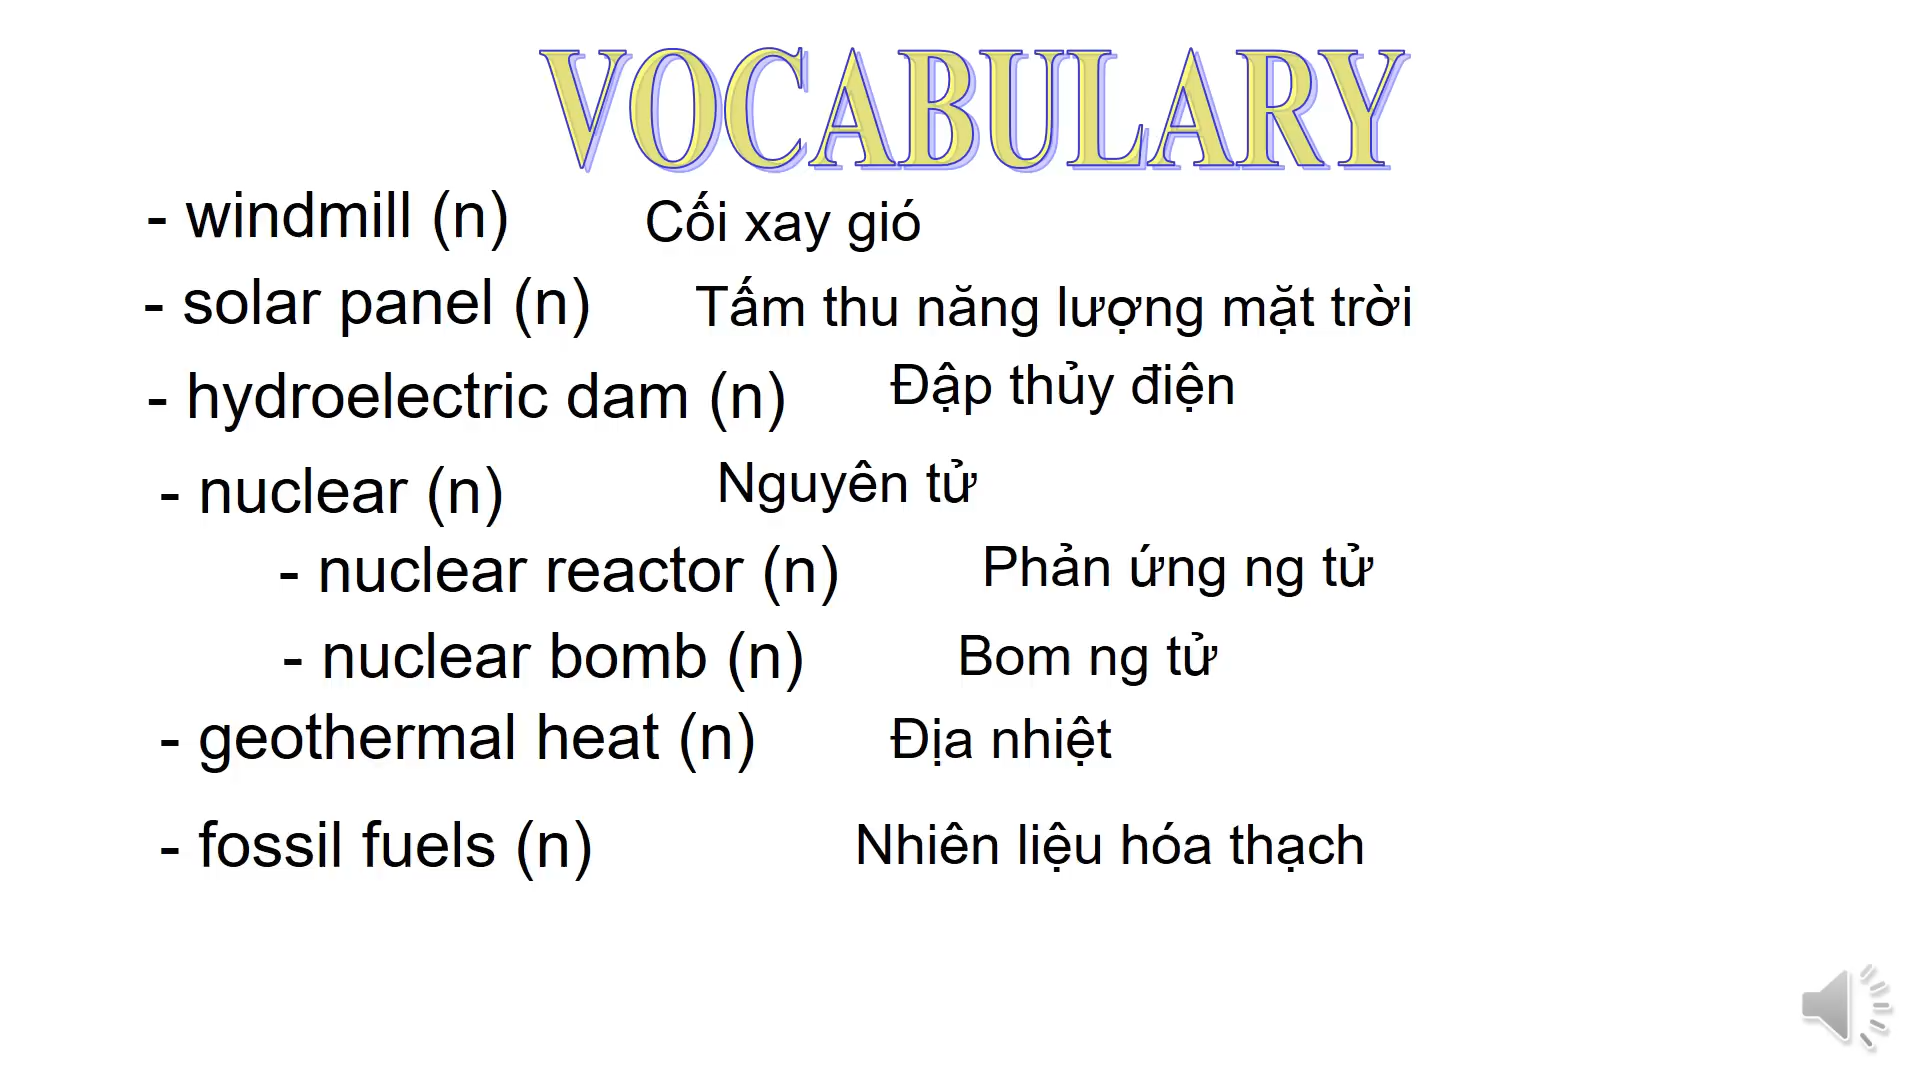 VOCABULARY
- windmill (n) Cối xay gió
- solar panel (n) Tấm thu năng lượng mặt trời
- hydroelectric dam (n) Đập thủy điện
- nuclear (n) Nguyên tử
- nuclear reactor (n) Phản ứng ng tử
- nuclear bomb (n) Bom ng tử
- geothermal heat (n) Địa nhiệt
- fossil fuels (n) Nhiên liệu hóa thạch